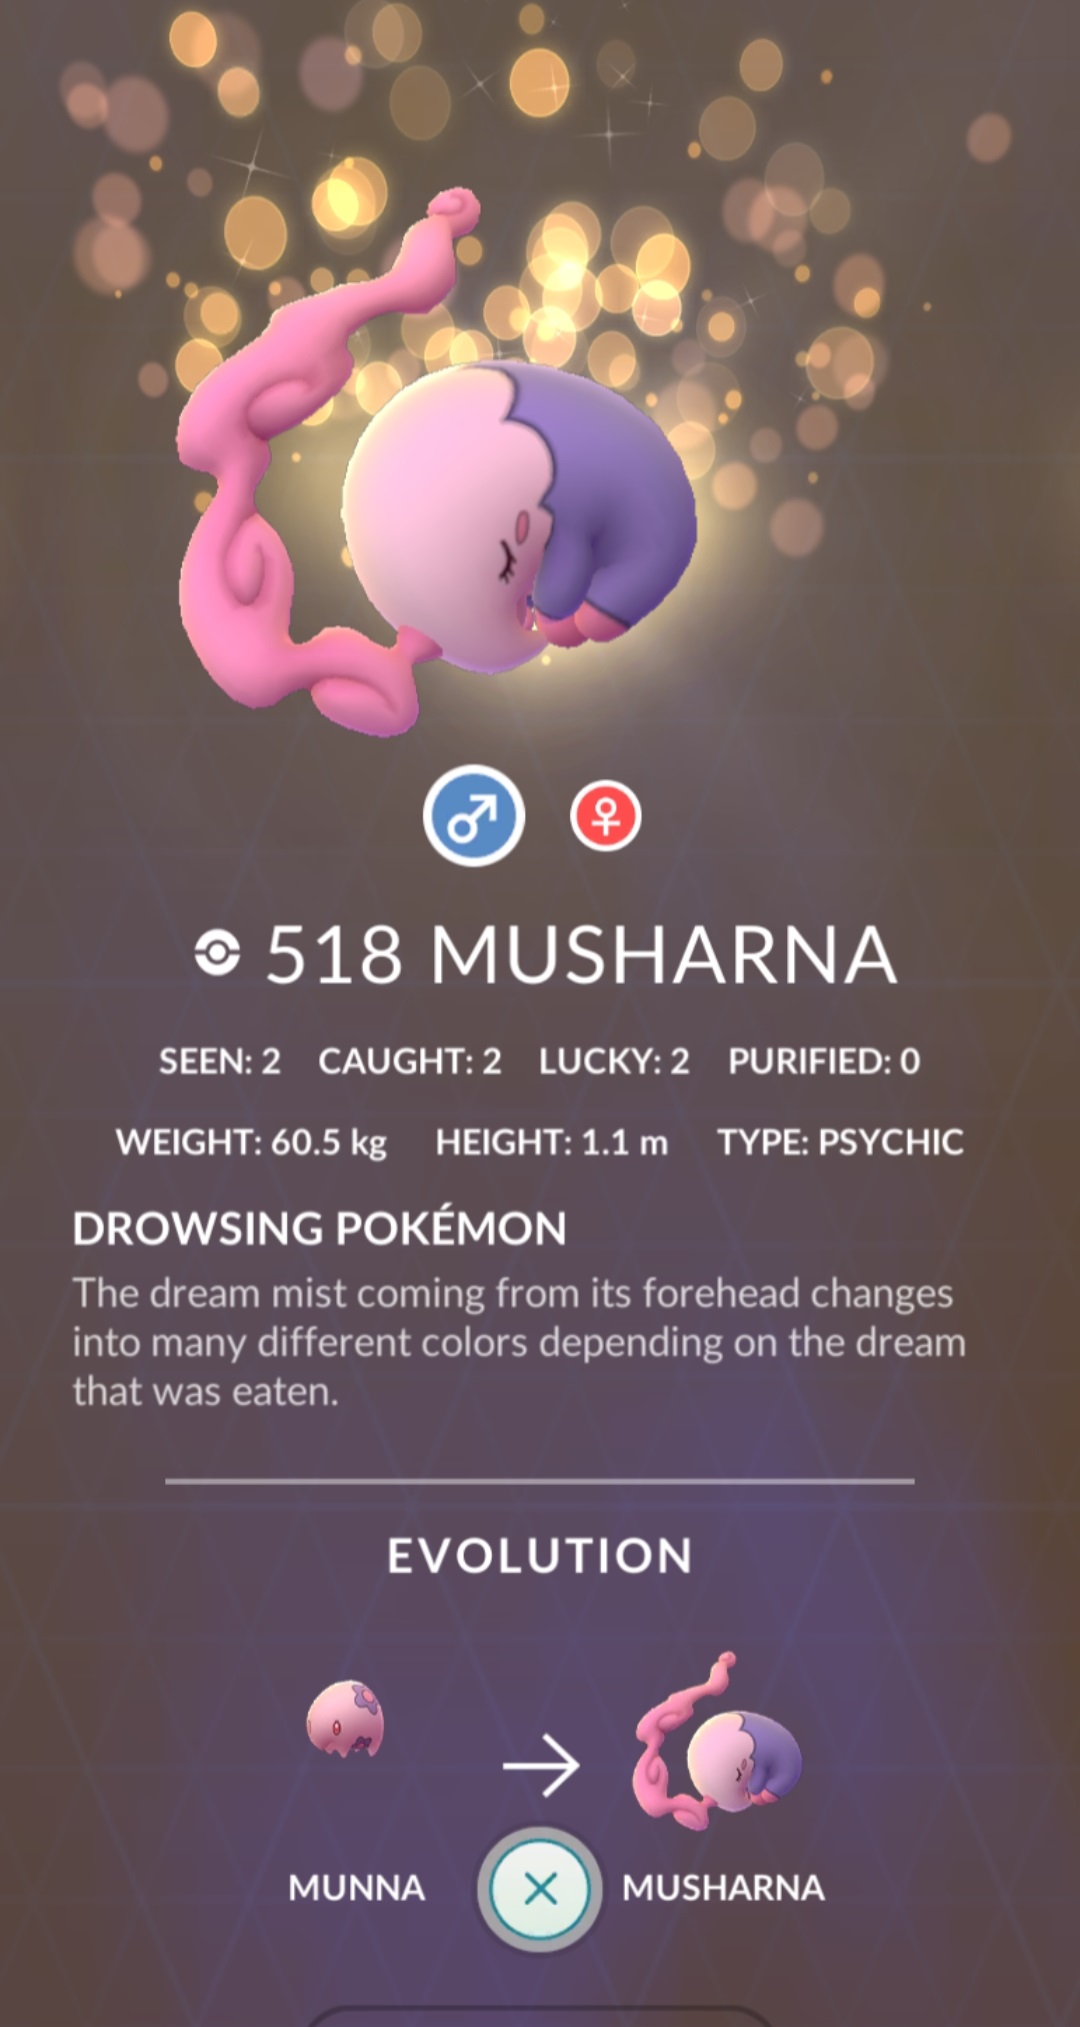 518 MUSHARNA
SEEN: 2 CAUGHT: 2 LUCKY: 2 PURIFIED: 0
WEIGHT: 60.5 kg HEIGHT: 1.1 m TYPE: PSYCHIC
DROWSING POKÉMON
The dream mist coming from its forehead changes
into many different colors depending on the dream
that was eaten.
EVOLUTION
MUNNA MUSHARNA